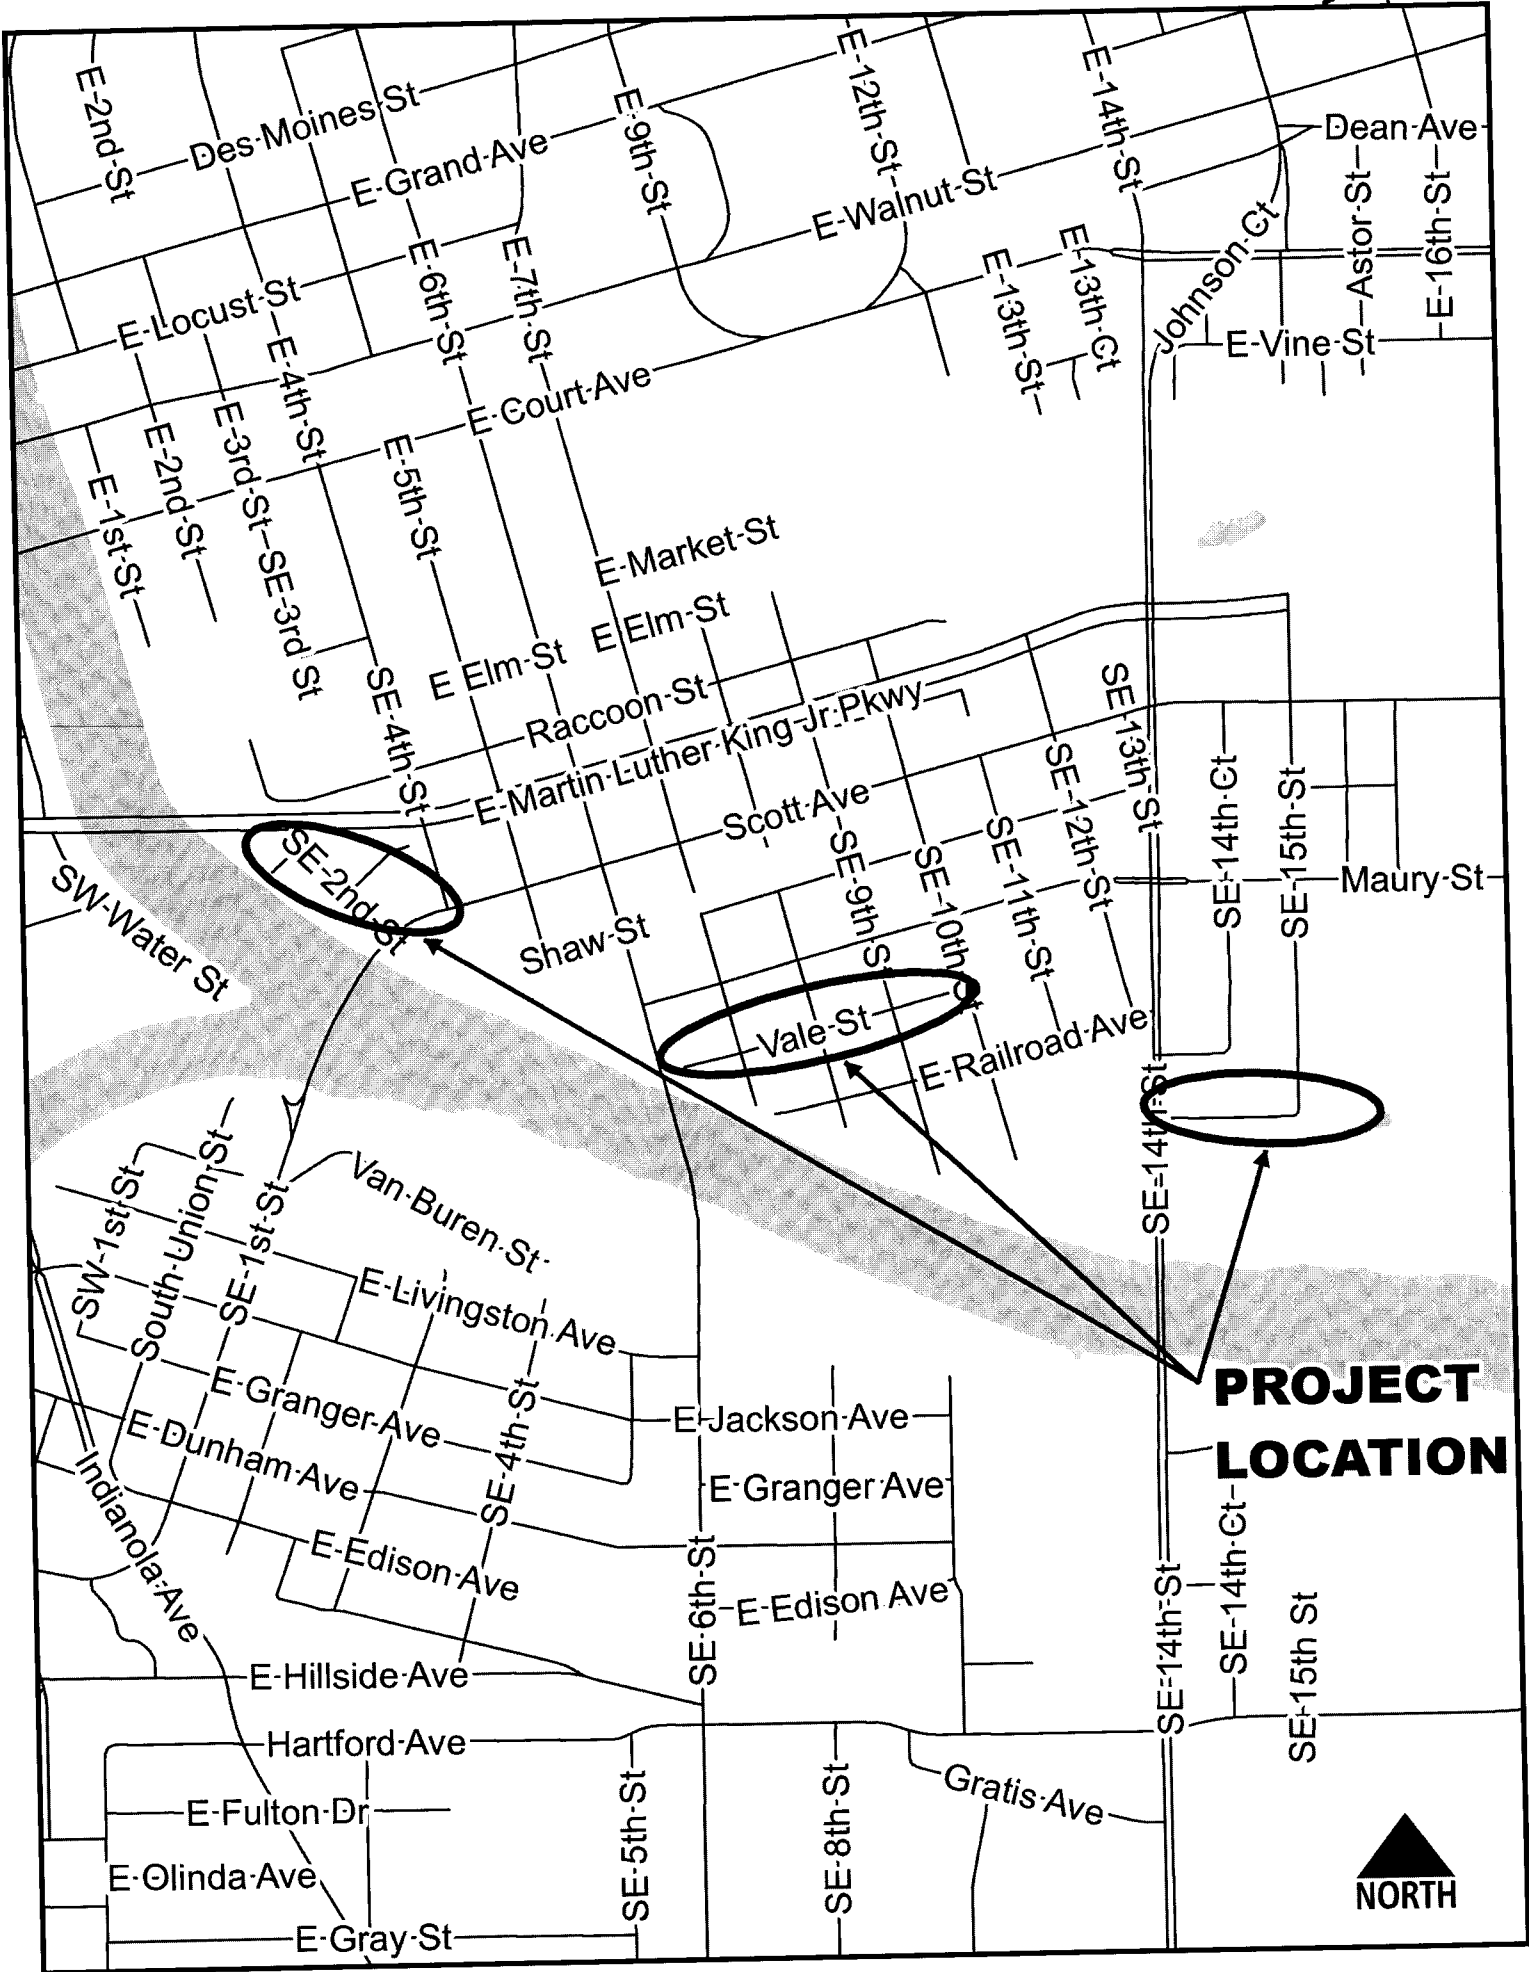 E-2nd-St
Des-Moines-St
E-Grand-Ave
E-9th-St
E-12th-St
E-14th-St
Dean-Ave
E-Walnut-St
Astor-St
E-16th-St
E-Locust-St
E-6th-St
E-7th-St
E-13th-St
E-13th-Ct
Johnson-Ct
E-Vine-St
E-4th-St
E-Court-Ave
E-1st-St
E-2nd-St
E-3rd-St-SE-3rd St
E-5th-St
E-Market-St
E Elm-St
E Elm-St
SE-4th-St
Raccoon-St
E-Martin-Luther-King-Jr-Pkwy
SE-13th-St
Scott Ave
SE-12th-St
SE-14th-Ct
SE-15th-St
SE-2nd-St
SE-9th-St
SE-10th
SE-11th-St
Maury-St
SW-Water St
Shaw-St
Vale-St
E-Railroad-Ave
SE-14th-St
SW-1st-St
South-Union-St
SE-1st-St
Van-Buren-St
E-Livingston-Ave
PROJECT
LOCATION
E-Granger-Ave
E-Jackson-Ave
E-Dunham-Ave
SE-4th-St
E-Granger-Ave
Indianola-Ave
E-Edison-Ave
SE-6th-St
E-Edison Ave
SE-14th-St
SE-14th-Ct
SE-15th St
E-Hillside-Ave
Hartford-Ave
E-Fulton-Dr
SE-5th-St
SE-8th-St
Gratis-Ave
E-Olinda-Ave
E-Gray-St
NORTH